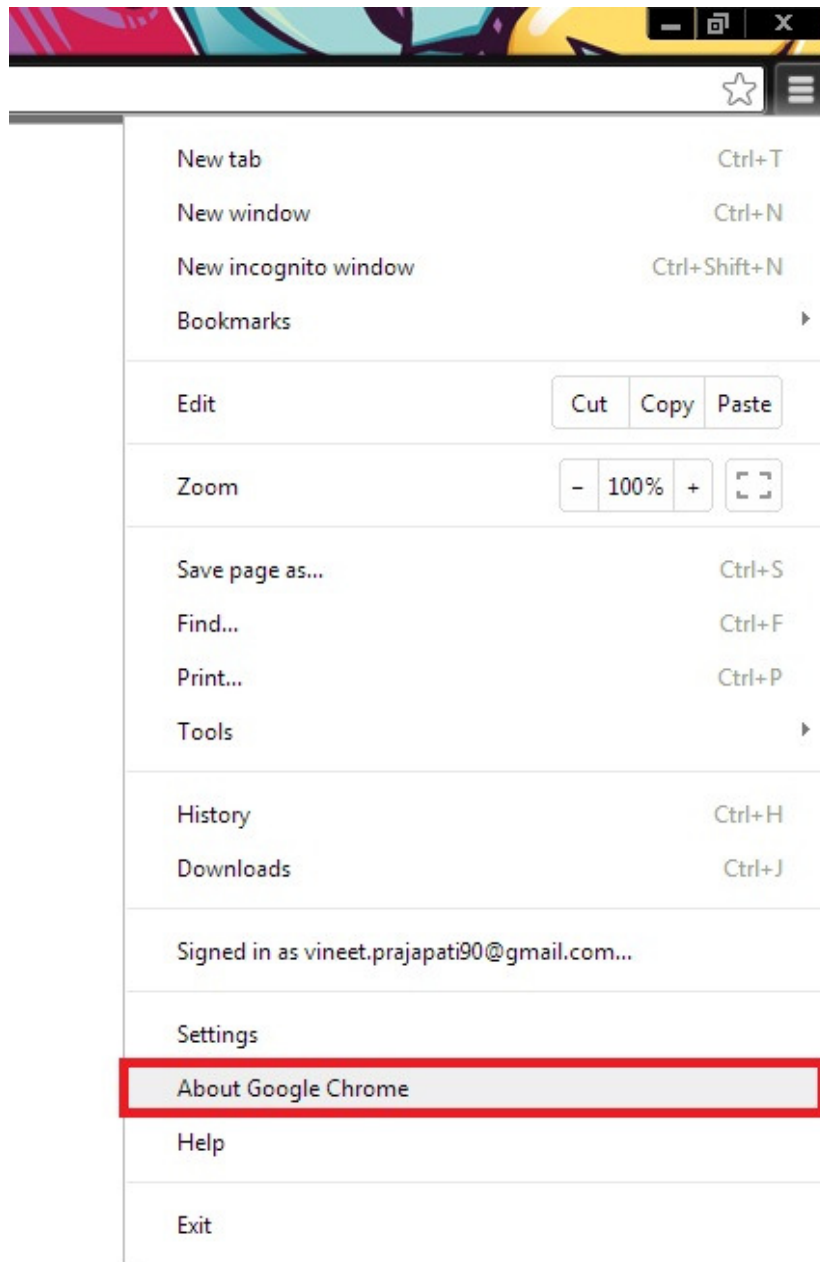 New tab Ctrl+T
New window Ctrl+N
New incognito window Ctrl+Shift+N
Bookmarks
Edit Cut Copy Paste
Zoom - 100% +
Save page as... Ctrl+S
Find... Ctrl+F
Print... Ctrl+P
Tools
History Ctrl+H
Downloads Ctrl+J
Signed in as vineet.prajapati90@gmail.com...
Settings
About Google Chrome
Help
Exit